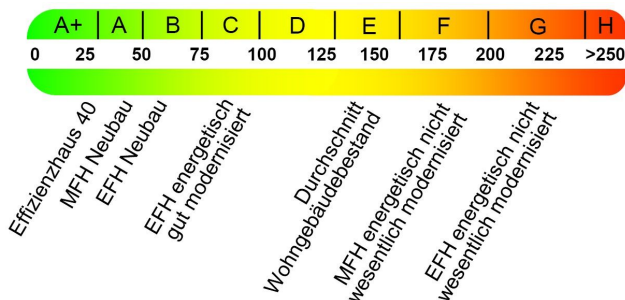 A+ A B C D E F G H
0 25 50 75 100 125 150 175 200 225 >250
Effizienzhaus 40
MFH Neubau
EFH Neubau
EFH energetisch
gut modernisiert
Durchschnitt
Wohngebäudebestand
MFH energetisch nicht
wesentlich modernisiert
EFH energetisch nicht
wesentlich modernisiert